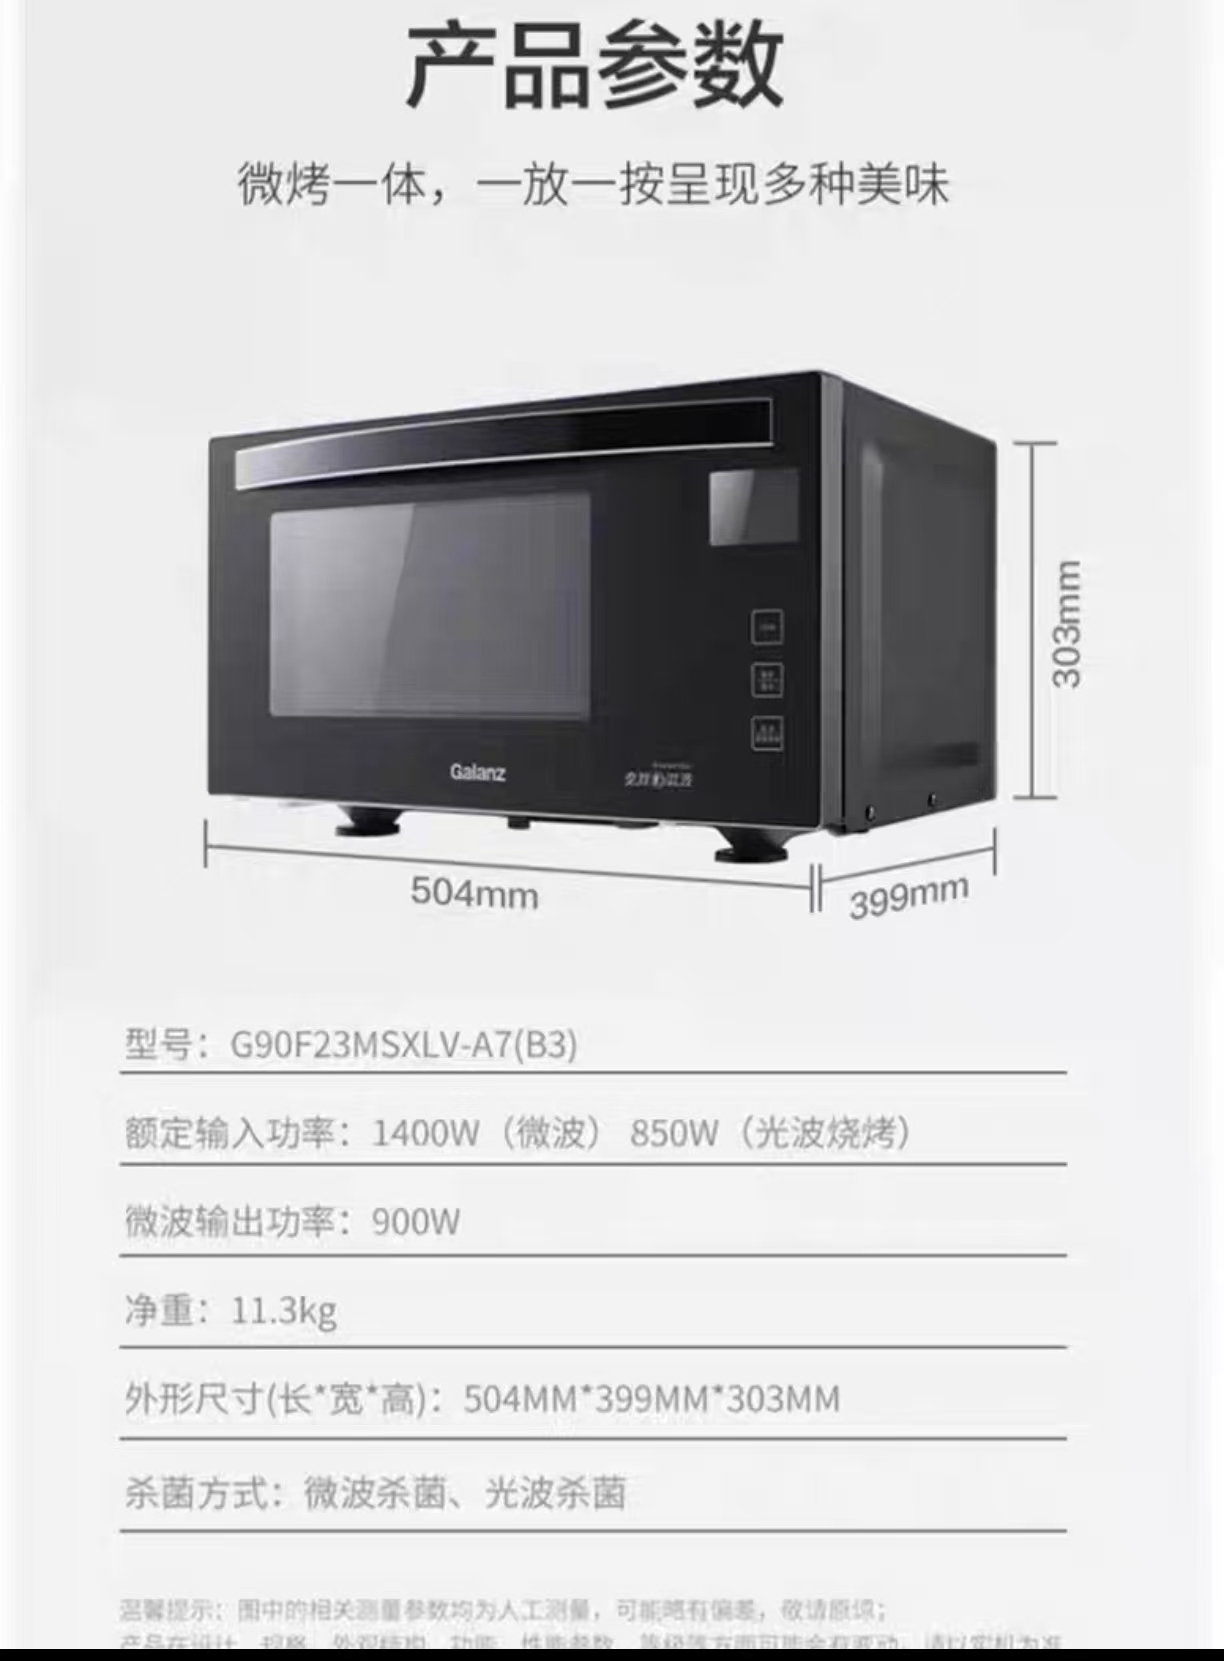 产品参数
微烤一体，一放一按呈现多种美味
303mm
Galanz
504mm
399mm
型号：G90F23MSXLV-A7(B3)
额定输入功率：1400W（微波） 850W（光波烧烤）
微波输出功率：900W
净重：11.3kg
外形尺寸(长*宽*高)：504MM*399MM*303MM
杀菌方式：微波杀菌、光波杀菌
温馨提示：图中的相关测量参数均为人工测量，可能略有偏差，敬请原谅；